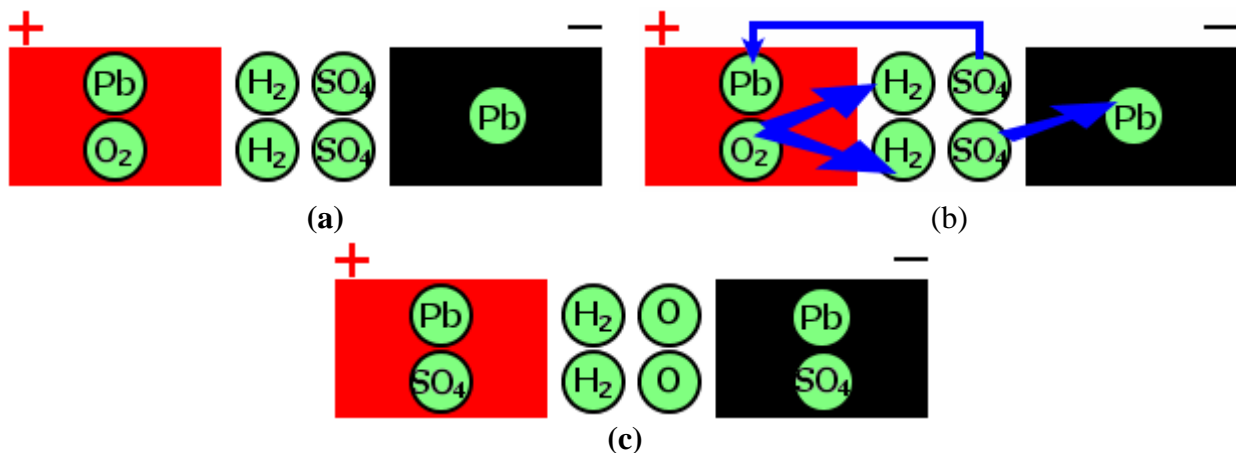 + − + −
Pb H₂ SO₄ Pb Pb H₂ SO₄ Pb
O₂ H₂ SO₄ O₂ H₂ SO₄
(a) (b)
+ −
Pb H₂ O Pb
SO₄ H₂ O SO₄
(c)